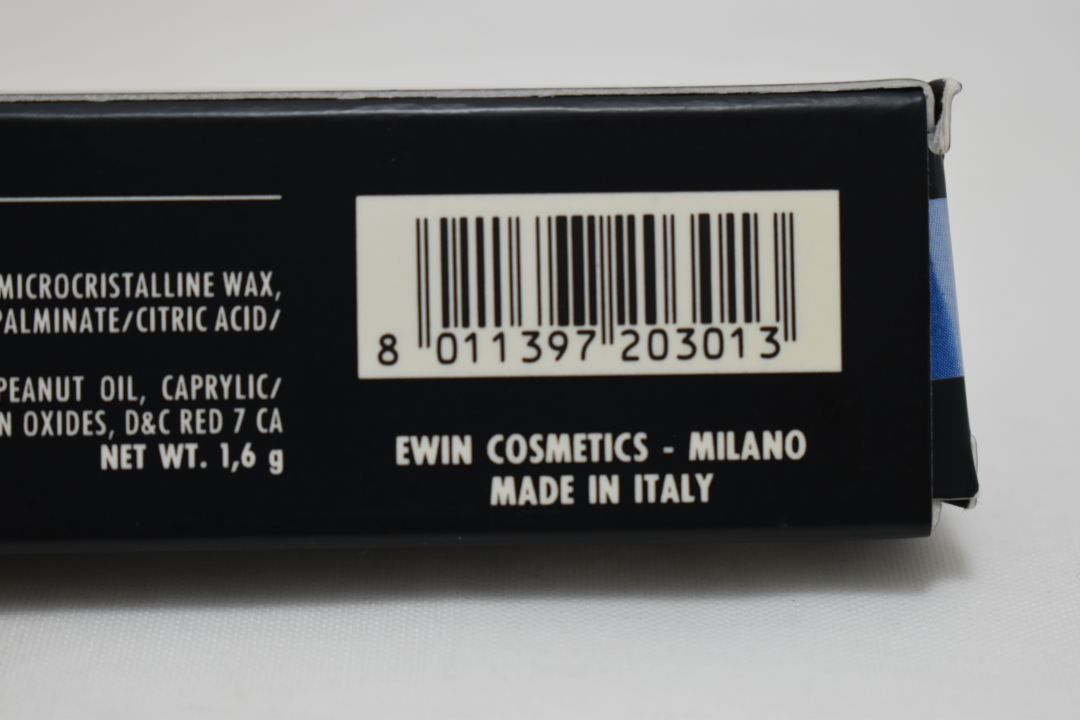 MICROCRISTALLINE WAX,
PALMINATE/CITRIC ACID/
PEANUT OIL, CAPRYLIC/
OXIDES, D&C RED 7 CA
NET WT. 1,6 g
8 011397 203013
EWIN COSMETICS - MILANO
MADE IN ITALY